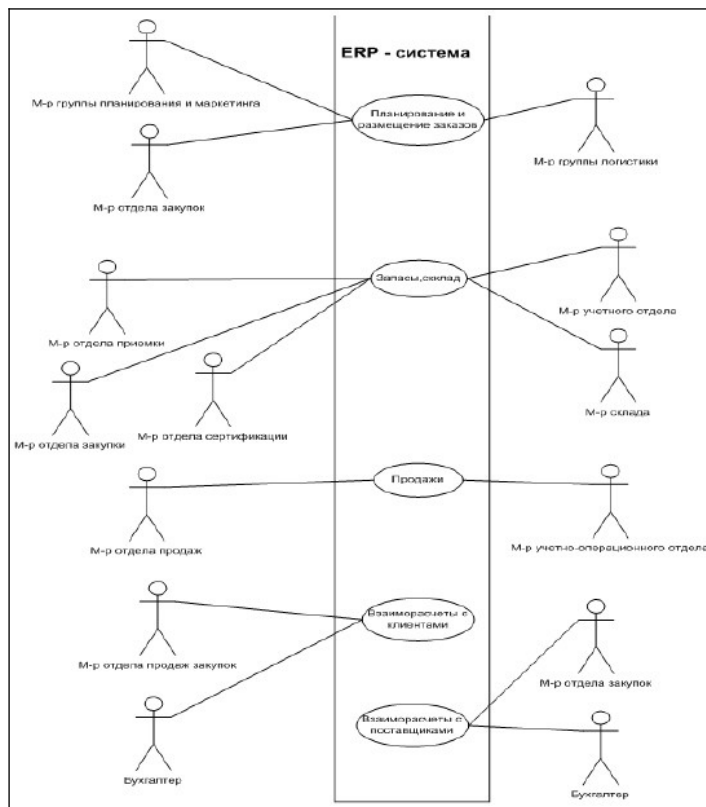 ERP - система
М-р группы планирования и маркетинга
Планирование и
размещение заказов
М-р группы логистики
М-р отдела закупок
Запасы,склад
М-р отдела приемки
М-р учетного отдела
М-р отдела закупки
М-р отдела сертификации
М-р склада
Продажи
М-р отдела продаж
М-р учетно-операционного отдела
Взаиморасчеты с
клиентами
М-р отдела продаж закупок
М-р отдела закупок
Взаиморасчеты с
поставщиками
Бухгалтер
Бухгалтер